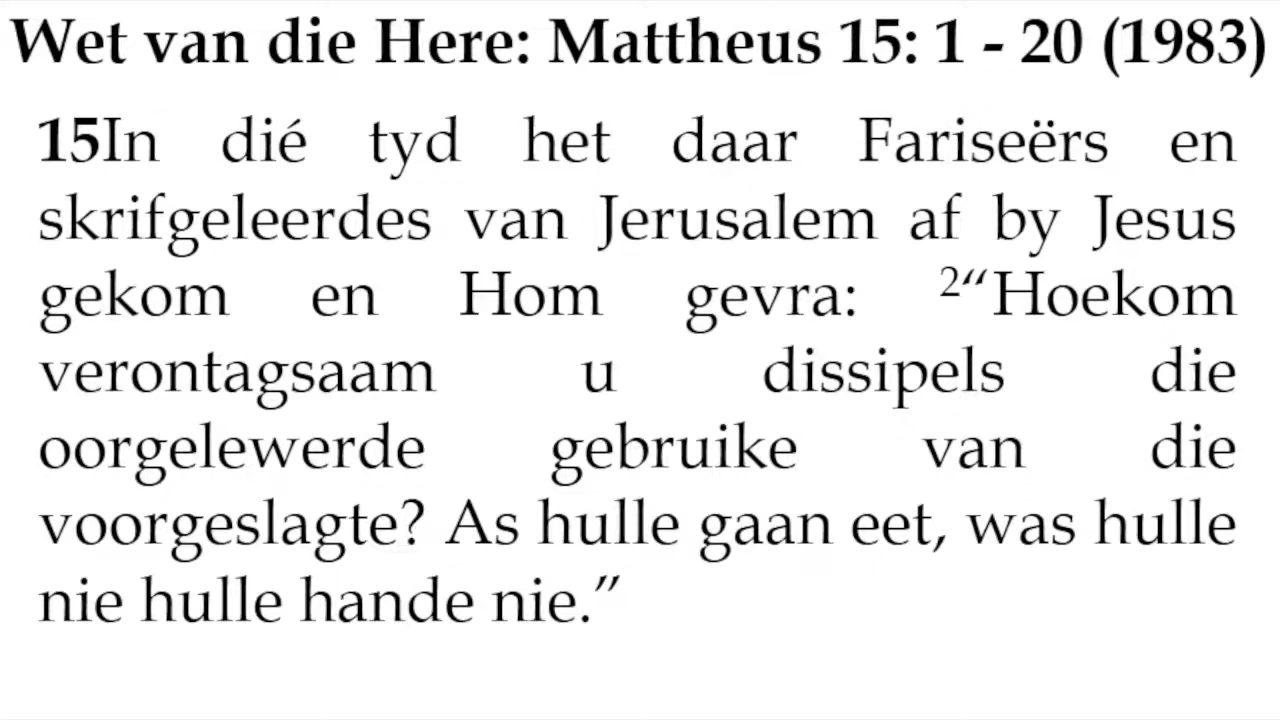 Wet van die Here: Mattheus 15: 1 - 20 (1983)
15In dié tyd het daar Fariseërs en
skrifgeleerdes van Jerusalem af by Jesus
gekom en Hom gevra: ²“Hoekom
verontagsaam u dissipels die
oorgelewerde gebruike van die
voorgeslagte? As hulle gaan eet, was hulle
nie hulle hande nie.”